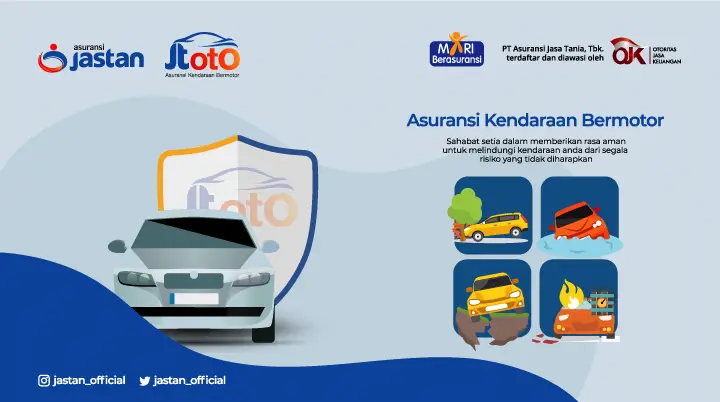 asuransi
jastan
JtotO
Asuransi Kendaraan Bermotor
MARI
Berasuransi
PT Asuransi Jasa Tania, Tbk.
terdaftar dan diawasi oleh
OJK
OTORITAS
JASA
KEUANGAN
Asuransi Kendaraan Bermotor
Sahabat setia dalam memberikan rasa aman
untuk melindungi kendaraan anda dari segala
risiko yang tidak diharapkan
JtotO
jastan_official
jastan_official